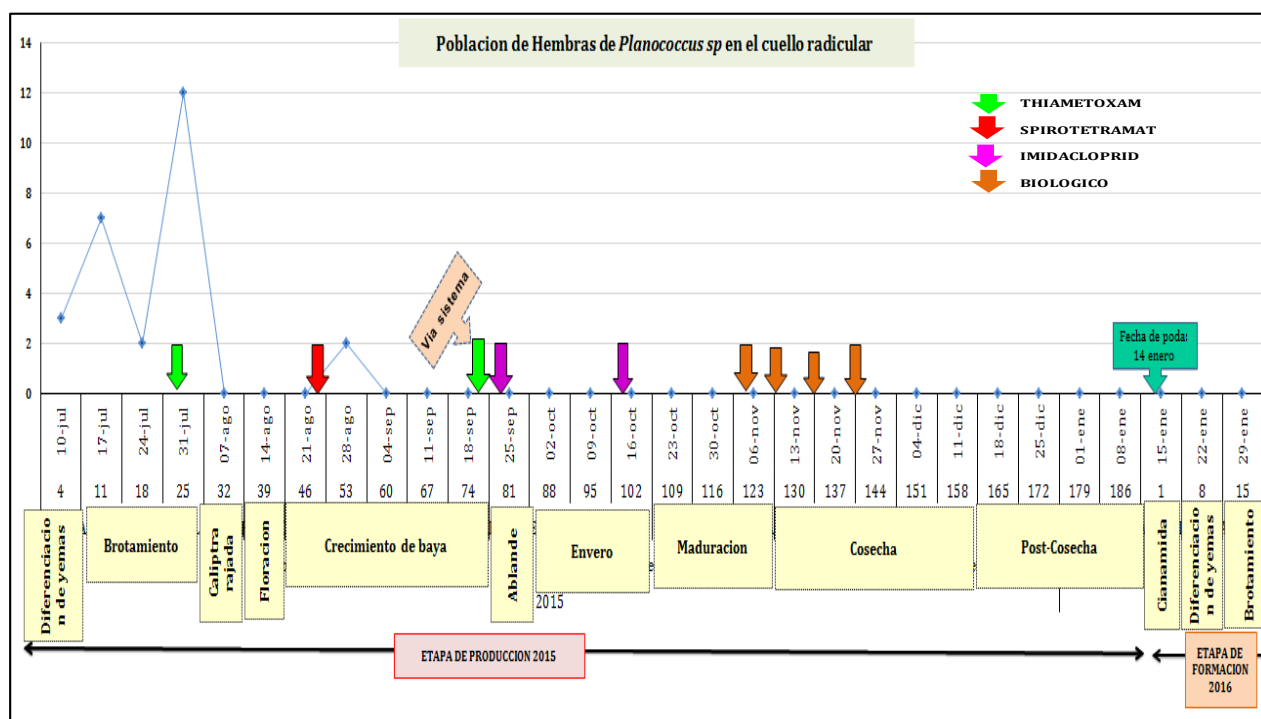 Poblacion de Hembras de Planococcus sp en el cuello radicular
14
12
10
8
6
4
2
0
THIAMETOXAM
SPIROTETRAMAT
IMIDACLOPRID
BIOLOGICO
Via sistema
Fecha de poda:
14 enero
10-jul
17-jul
24-jul
31-jul
07-ago
14-ago
21-ago
28-ago
04-sep
11-sep
18-sep
25-sep
02-oct
09-oct
16-oct
23-oct
30-oct
06-nov
13-nov
20-nov
27-nov
04-dic
11-dic
18-dic
25-dic
01-ene
08-ene
15-ene
22-ene
29-ene
4 11 18 25 32 39 46 53 60 67 74 81 88 95 102 109 116 123 130 137 144 151 158 165 172 179 186 1 8 15
Diferenciacio
n de yemas
Brotamiento
Caliptra
rajada
Floracion
Crecimiento de baya
Ablande
Envero
Maduracion
Cosecha
Post-Cosecha
Cianamida
Diferenciacio
n de yemas
Brotamiento
2015
ETAPA DE PRODUCCION 2015
ETAPA DE
FORMACION
2016